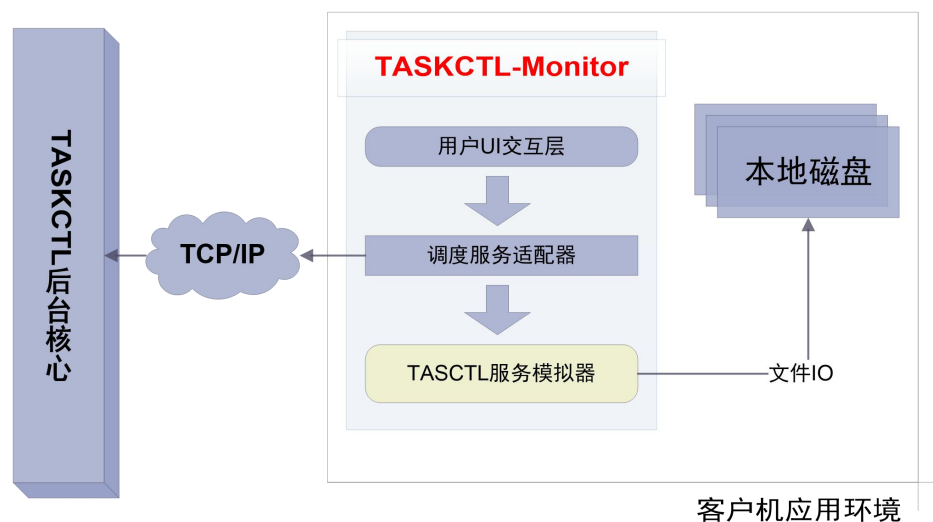 TASKCTL-Monitor
TASKCTL后台核心
用户UI交互层
本地磁盘
TCP/IP
调度服务适配器
TASCTL服务模拟器
文件IO
客户机应用环境